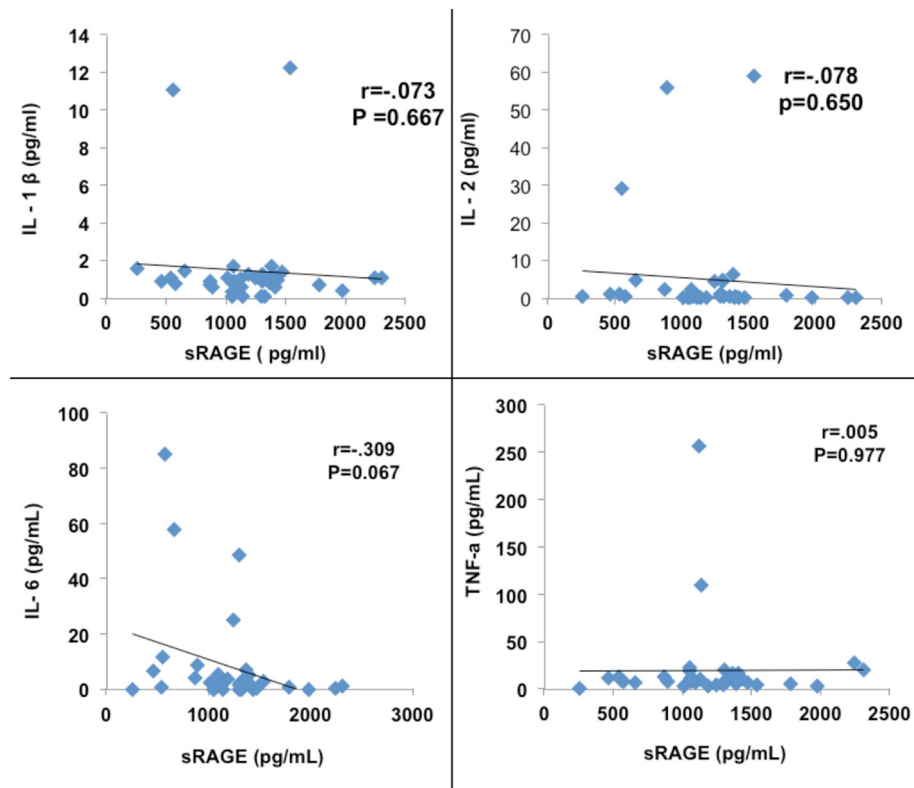 14
12
10
8
6
4
2
0
IL - 1 β (pg/ml)
r=-.073
P =0.667
0 500 1000 1500 2000 2500
sRAGE ( pg/ml)
70
60
50
40
30
20
10
0
IL - 2 (pg/ml)
r=-.078
p=0.650
0 500 1000 1500 2000 2500
sRAGE (pg/ml)
100
80
60
40
20
0
IL- 6 (pg/mL)
r=-.309
P=0.067
0 1000 2000 3000
sRAGE (pg/mL)
300
250
200
150
100
50
0
TNF-a (pg/mL)
r=.005
P=0.977
0 500 1000 1500 2000 2500
sRAGE (pg/mL)